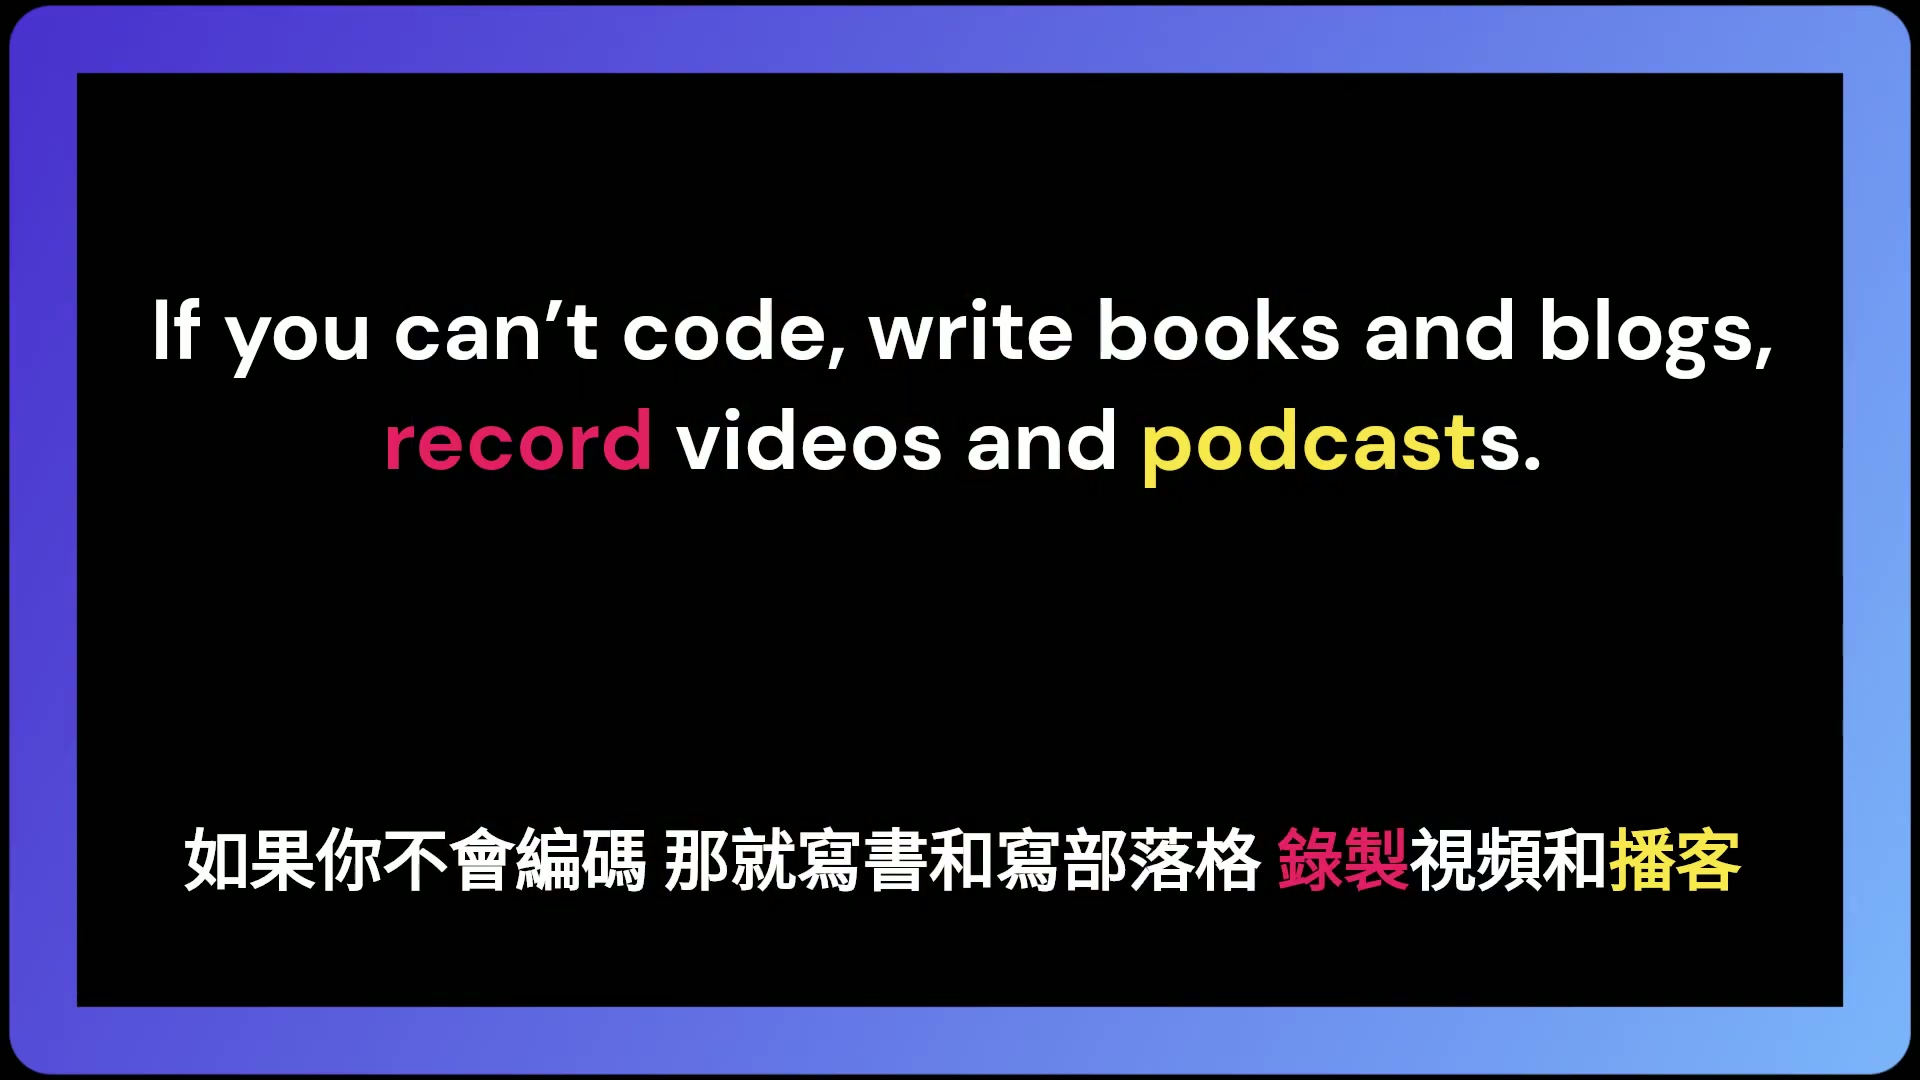 If you can’t code, write books and blogs,
record videos and podcasts.
如果你不會編碼 那就寫書和寫部落格 錄製視頻和播客